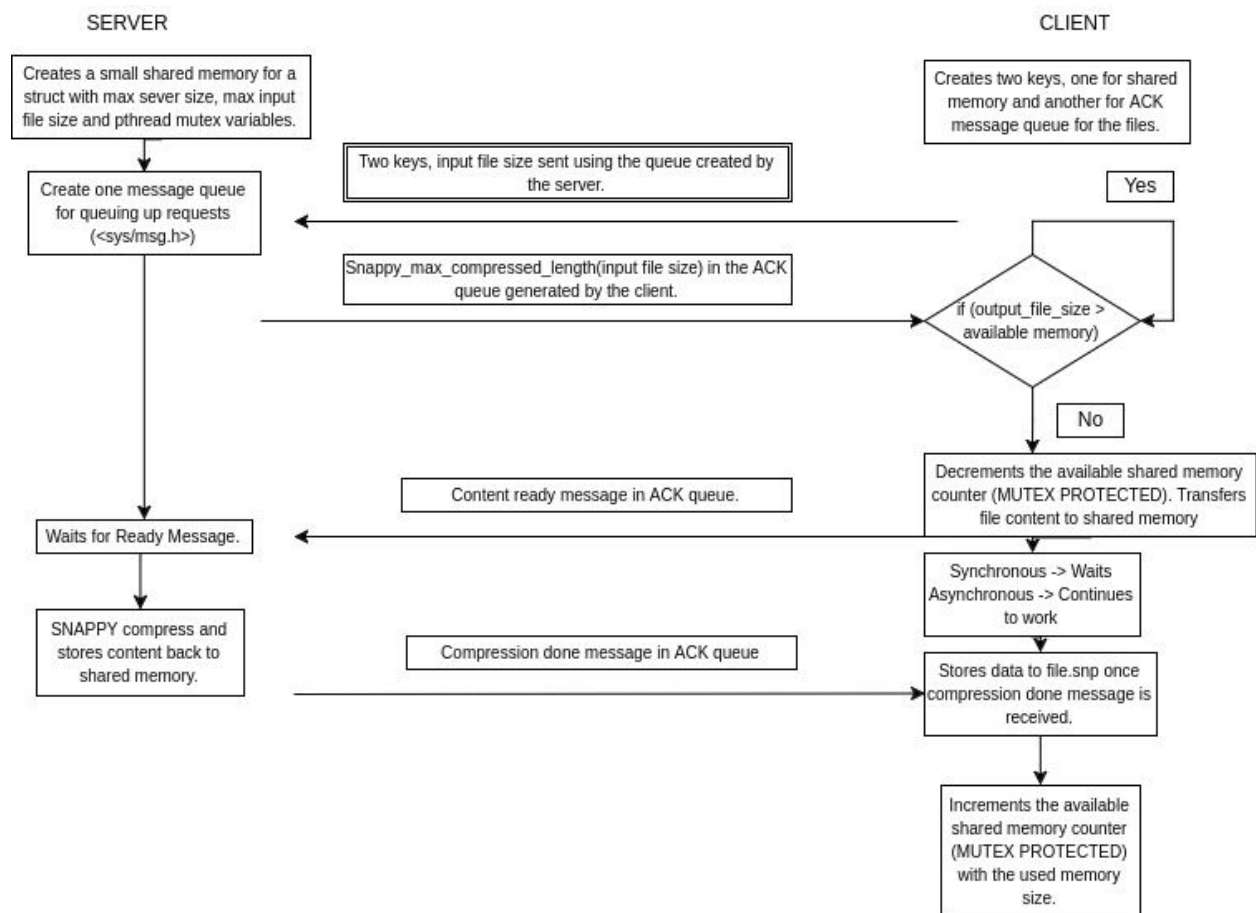 SERVER
CLIENT
Creates a small shared memory for a
struct with max sever size, max input
file size and pthread mutex variables.
Creates two keys, one for shared
memory and another for ACK
message queue for the files.
Two keys, input file size sent using the queue created by
the server.
Yes
Create one message queue
for queuing up requests
(<sys/msg.h>)
Snappy_max_compressed_length(input file size) in the ACK
queue generated by the client.
if (output_file_size >
available memory)
No
Decrements the available shared memory
counter (MUTEX PROTECTED). Transfers
file content to shared memory
Content ready message in ACK queue.
Waits for Ready Message.
Synchronous -> Waits
Asynchronous -> Continues
to work
SNAPPY compress and
stores content back to
shared memory.
Compression done message in ACK queue
Stores data to file.snp once
compression done message is
received.
Increments the available
shared memory counter
(MUTEX PROTECTED)
with the used memory
size.